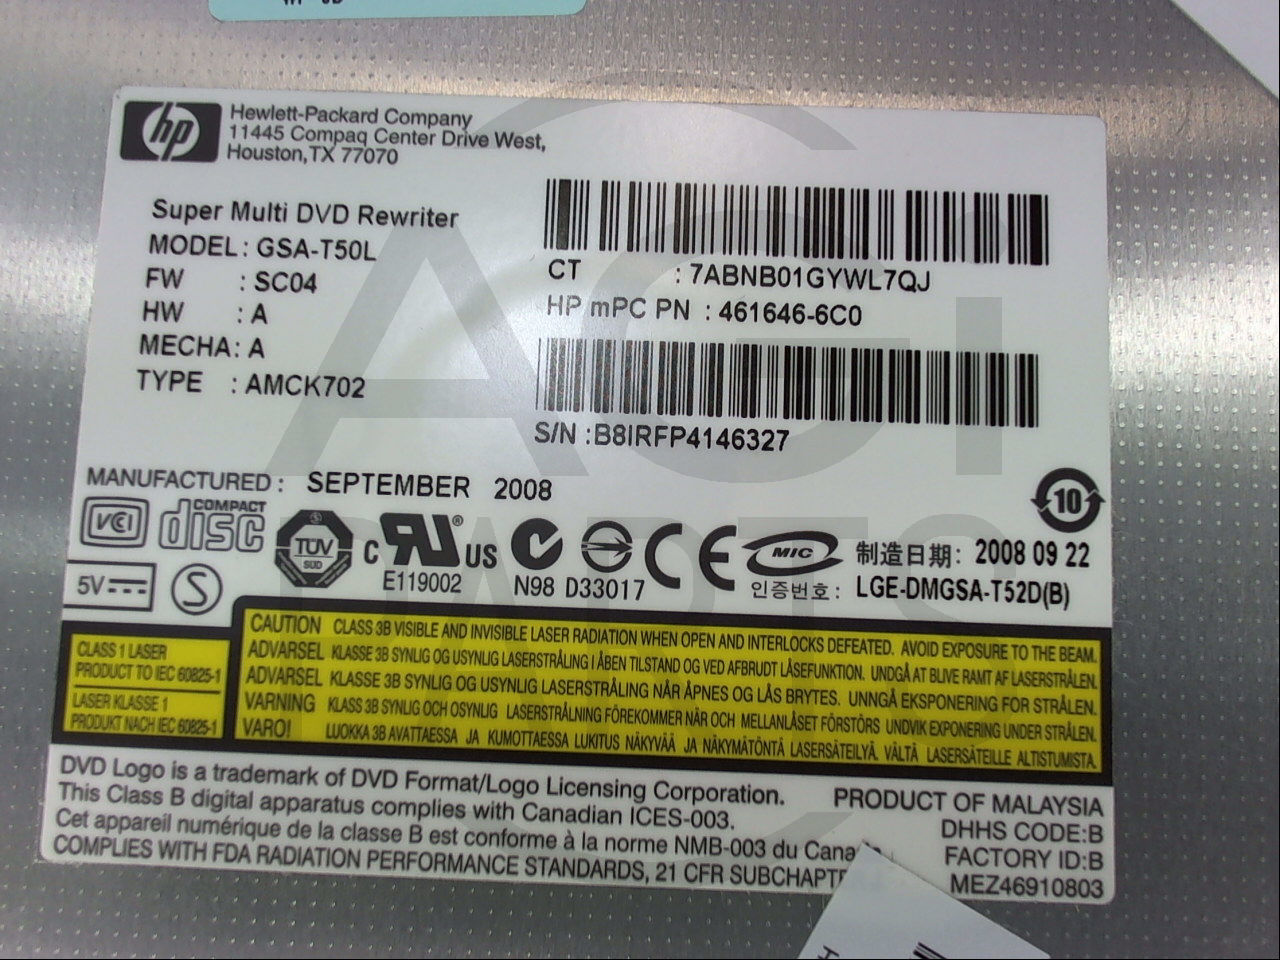 hp
Hewlett-Packard Company
11445 Compaq Center Drive West,
Houston,TX 77070
Super Multi DVD Rewriter
MODEL: GSA-T50L
FW : SC04
HW : A
MECHA: A
TYPE : AMCK702
CT : 7ABNB01GYWL7QJ
HP mPC PN : 461646-6C0
S/N :B8IRFP4146327
MANUFACTURED: SEPTEMBER 2008
10
VCCI
COMPACT
disc
TÜV
SÜD
c RU ® US
E119002
N98 D33017
CE
MIC
制造日期: 2008 09 22
인증번호: LGE-DMGSA-T52D(B)
5V
S
CLASS 1 LASER
PRODUCT TO IEC 60825-1
LASER KLASSE 1
PRODUKT NACH IEC 60825-1
CAUTION CLASS 3B VISIBLE AND INVISIBLE LASER RADIATION WHEN OPEN AND INTERLOCKS DEFEATED. AVOID EXPOSURE TO THE BEAM.
ADVARSEL KLASSE 3B SYNLIG OG USYNLIG LASERSTRÅLING I ÅBEN TILSTAND OG VED AFBRUDT LÅSEFUNKTION. UNDGÅ AT BLIVE RAMT AF LASERSTRÅLEN.
ADVARSEL KLASSE 3B SYNLIG OG USYNLIG LASERSTRÅLING NÅR ÅPNES OG LÅS BRYTES. UNNGÅ EKSPONERING FOR STRÅLEN.
VARNING KLASS 3B SYNLIG OCH OSYNLIG LASERSTRÅLNING FÖREKOMMER NÄR OCH MELLANLÅSET FÖRSTÖRS UNDVIK EXPONERING UNDER STRÅLEN.
VARO! LUOKKA 3B AVATTAESSA JA KUMOTTAESSA LUKITUS NÄKYVÄÄ JA NÄKYMÄTÖNTÄ LASERSÄTEILYÄ. VÄLTÄ LASERSÄTEILLE ALTISTUMISTA.
DVD Logo is a trademark of DVD Format/Logo Licensing Corporation.
This Class B digital apparatus complies with Canadian ICES-003.
Cet appareil numérique de la classe B est conforme à la norme NMB-003 du
COMPLIES WITH FDA RADIATION PERFORMANCE STANDARDS, 21 CFR
PRODUCT OF MALAYSIA
DHHS CODE:B
FACTORY ID:B
MEZ46910803
AGi
PARTS